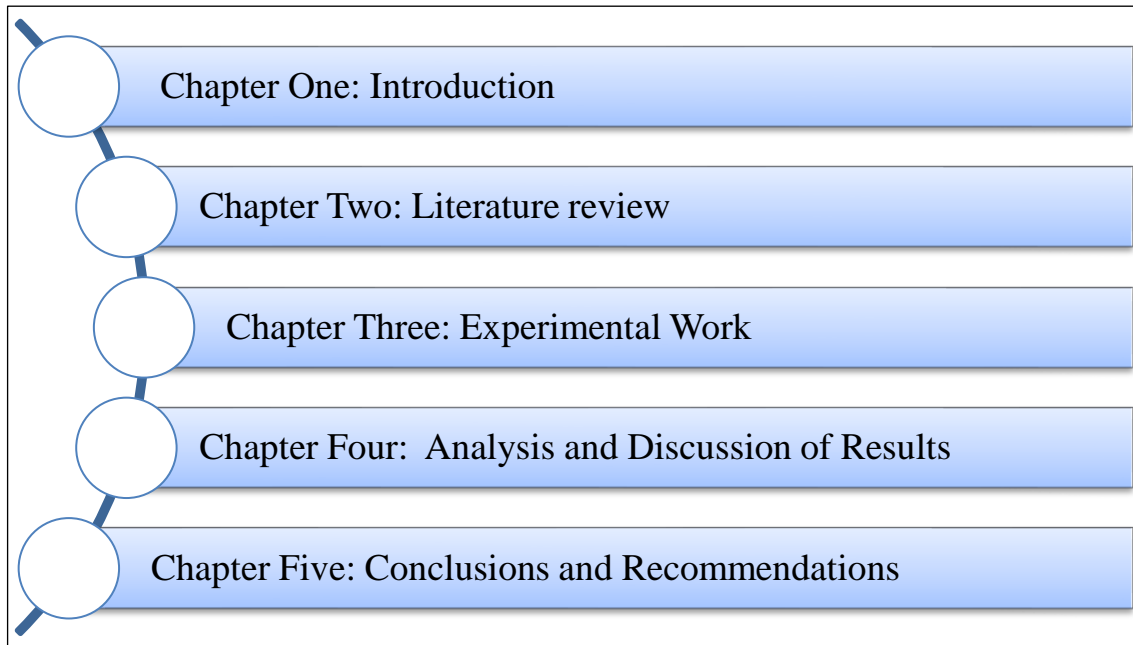 Chapter One: Introduction
Chapter Two: Literature review
Chapter Three: Experimental Work
Chapter Four:  Analysis and Discussion of Results
Chapter Five: Conclusions and Recommendations